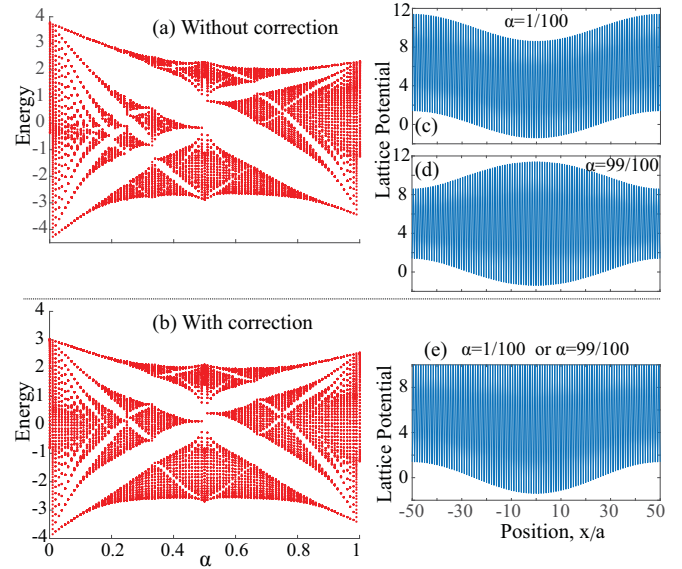 (a) Without correction
Energy
4
3
2
1
0
-1
-2
-3
-4
(b) With correction
Energy
4
3
2
1
0
-1
-2
-3
-4
0 0.2 0.4 0.6 0.8 1
α
Lattice Potential
12
8
4
0
α=1/100
(c)
12
8
4
0
(d)
α=99/100
(e) α=1/100 or α=99/100
Lattice Potential
8
4
0
-50 -30 -10 10 30 50
Position, x/a